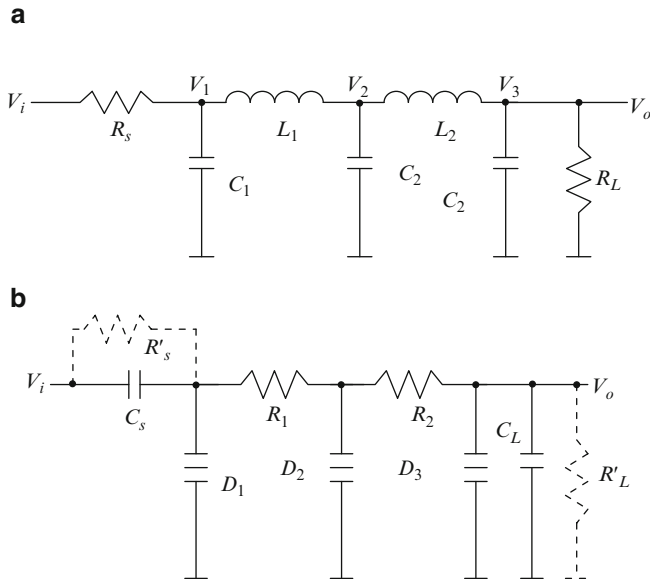 a
V_i R_s V_1 L_1 V_2 L_2 V_3 V_o
C_1 C_2 C_2 R_L
b
R'_s
V_i C_s R_1 R_2 C_L V_o
D_1 D_2 D_3 R'_L